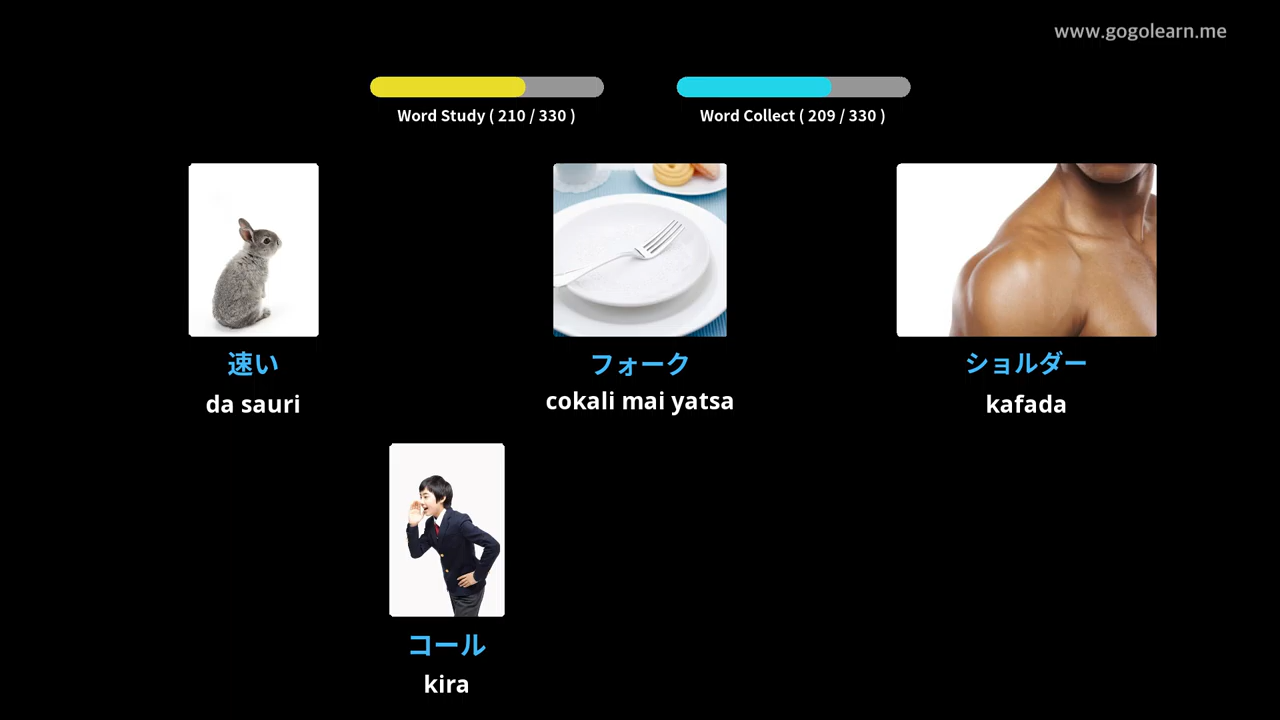 www.gogolearn.me
Word Study ( 210 / 330 )
Word Collect ( 209 / 330 )
速い
da sauri
フォーク
cokali mai yatsa
ショルダー
kafada
コール
kira